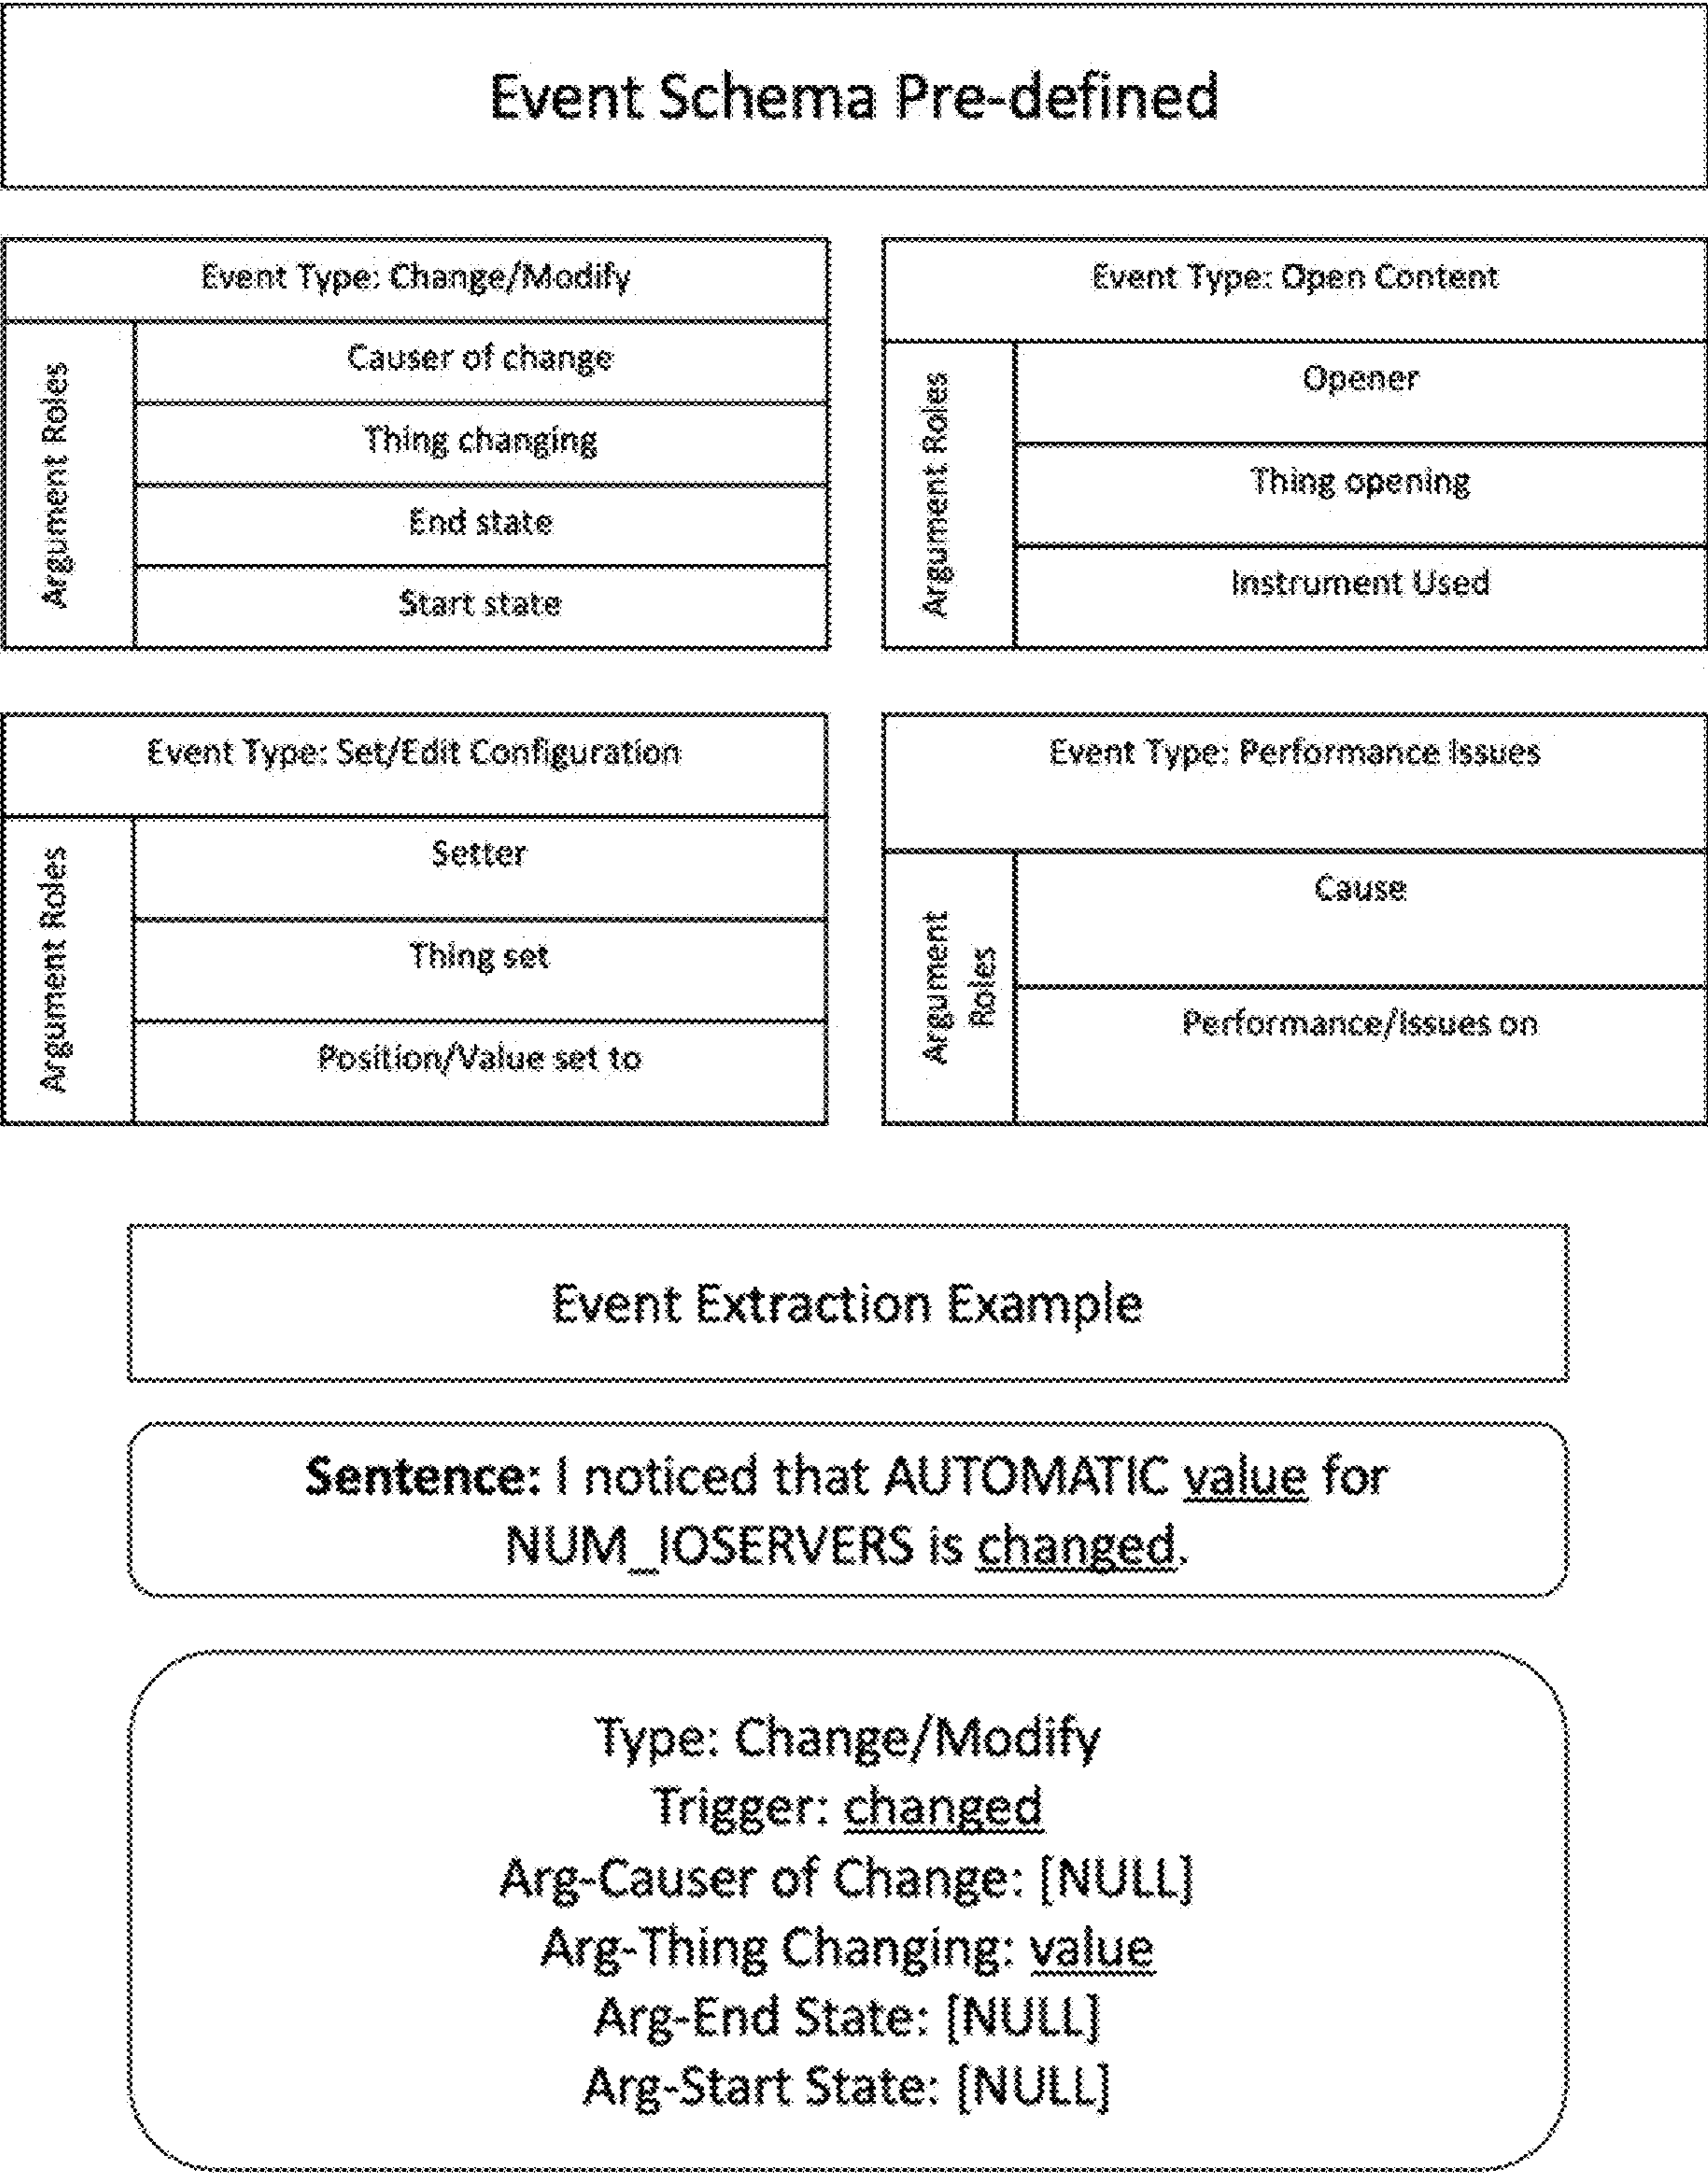 Event Schema Pre-defined
Event Type: Change/Modify
Argument Roles
Causer of change
Thing changing
End state
Start state
Event Type: Open Content
Argument Roles
Opener
Thing opening
Instrument Used
Event Type: Set/Edit Configuration
Argument Roles
Setter
Thing set
Position/Value set to
Event Type: Performance Issues
Argument
Roles
Cause
Performance/Issues on
Event Extraction Example
Sentence: I noticed that AUTOMATIC value for
NUM_IOSERVERS is changed.
Type: Change/Modify
Trigger: changed
Arg-Causer of Change: [NULL]
Arg-Thing Changing: value
Arg-End State: [NULL]
Arg-Start State: [NULL]